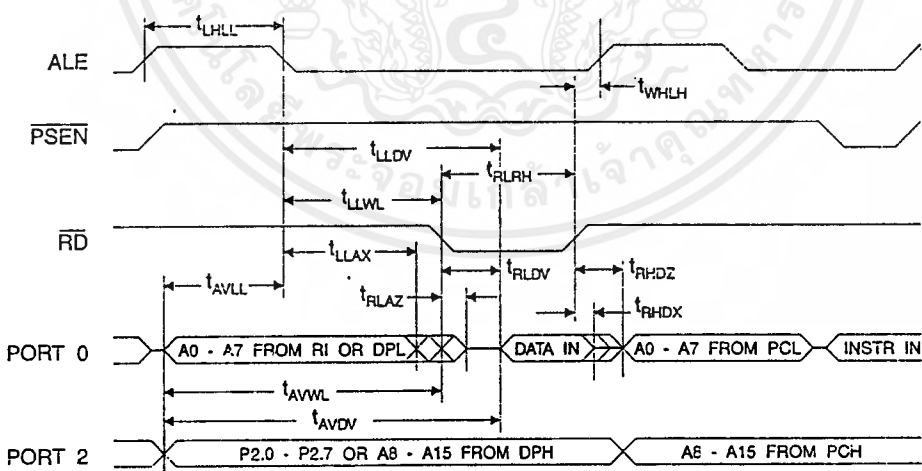 tLHLL
ALE
tWHLH
PSEN
tLLDV
tRLRH
tLLWL
RD
tLLAX
tRLDV
tRHDZ
tAVLL
tRLAZ
tRHDX
PORT 0
A0 - A7 FROM RI OR DPL
DATA IN
A0 - A7 FROM PCL
INSTR IN
tAVWL
tAVDV
PORT 2
P2.0 - P2.7 OR A8 - A15 FROM DPH
A8 - A15 FROM PCH